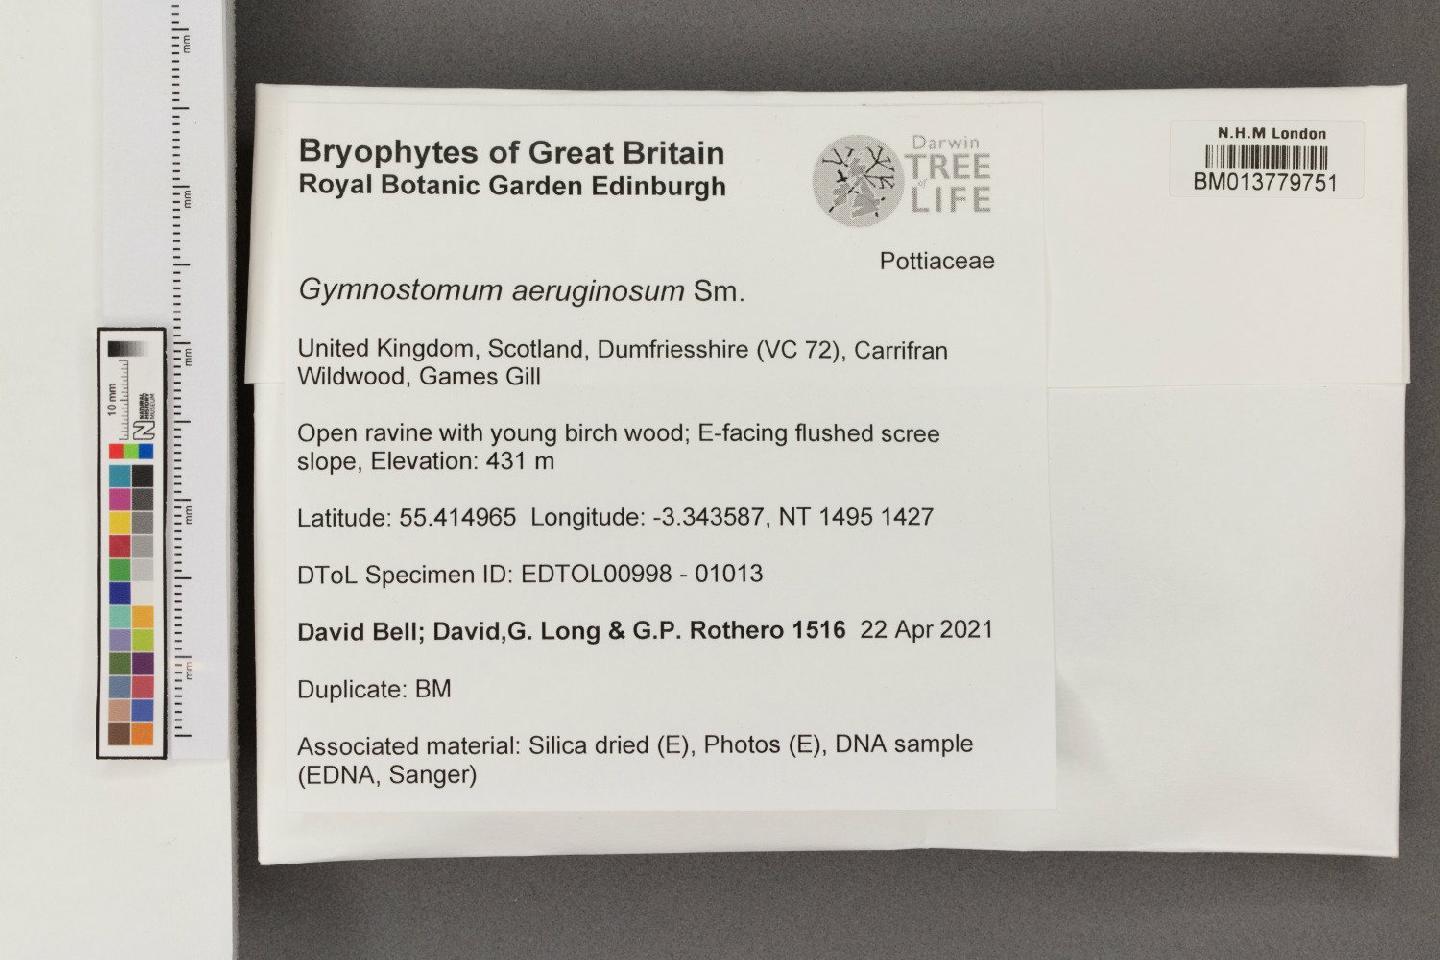 Bryophytes of Great Britain
Royal Botanic Garden Edinburgh
Darwin
TREE
of
LIFE
N.H.M London
BM013779751
Pottiaceae
Gymnostomum aeruginosum Sm.
United Kingdom, Scotland, Dumfriesshire (VC 72), Carrifran
Wildwood, Games Gill
Open ravine with young birch wood; E-facing flushed scree
slope, Elevation: 431 m
Latitude: 55.414965 Longitude: -3.343587, NT 1495 1427
DToL Specimen ID: EDTOL00998 - 01013
David Bell; David,G. Long & G.P. Rothero 1516 22 Apr 2021
Duplicate: BM
Associated material: Silica dried (E), Photos (E), DNA sample
(EDNA, Sanger)
mm
mm
mm
mm
mm
10 mm
NATURAL
HISTORY
MUSEUM